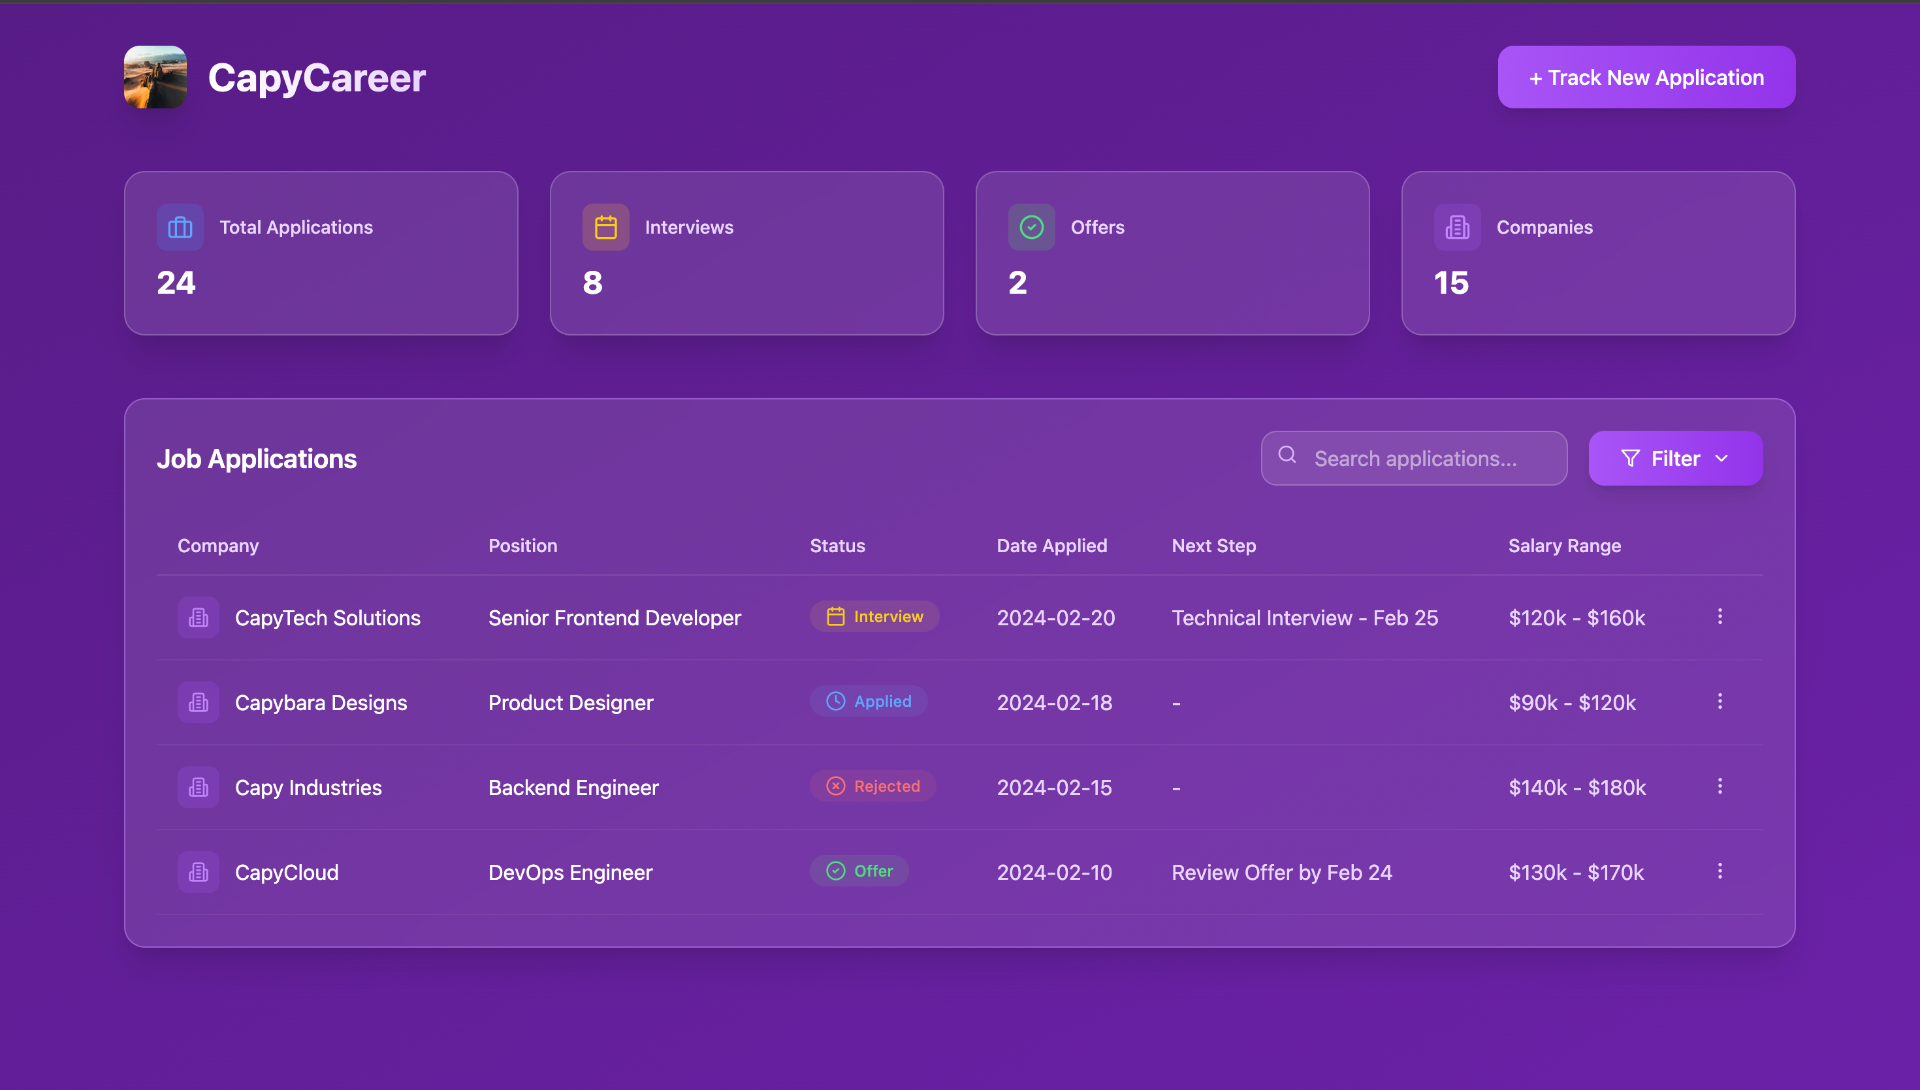 CapyCareer
+ Track New Application
Total Applications
24
Interviews
8
Offers
2
Companies
15
Job Applications
Search applications...
Filter
Company Position Status Date Applied Next Step Salary Range
CapyTech Solutions Senior Frontend Developer Interview 2024-02-20 Technical Interview - Feb 25 $120k - $160k
Capybara Designs Product Designer Applied 2024-02-18 - $90k - $120k
Capy Industries Backend Engineer Rejected 2024-02-15 - $140k - $180k
CapyCloud DevOps Engineer Offer 2024-02-10 Review Offer by Feb 24 $130k - $170k